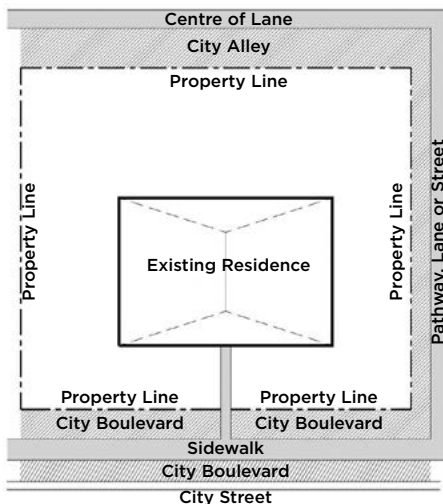 Centre of Lane
City Alley
Property Line
Property Line
Property Line
Pathway, Lane or Street
Existing Residence
Property Line
Property Line
City Boulevard
City Boulevard
Sidewalk
City Boulevard
City Street